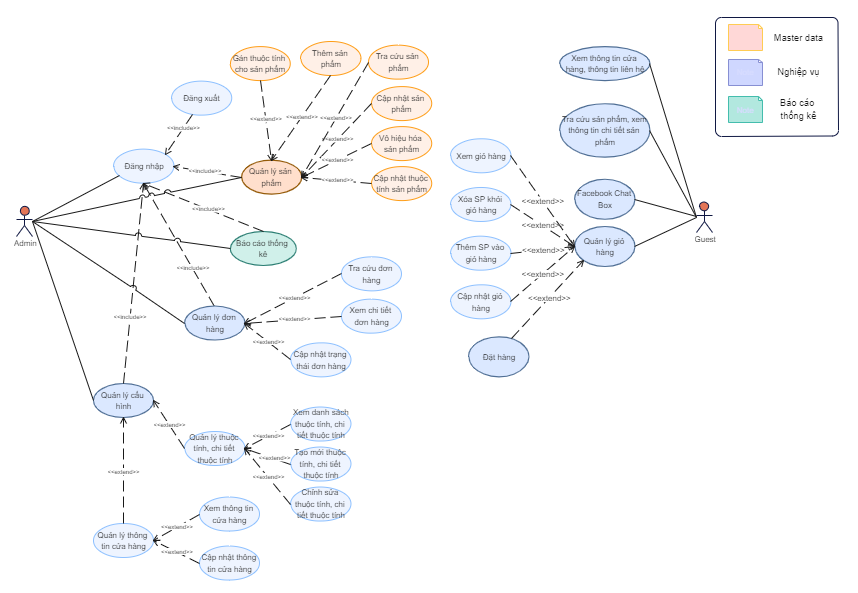 Gán thuộc tính
cho sản phẩm
Thêm sản
phẩm
Tra cứu sản
phẩm
Cập nhật sản
phẩm
Vô hiệu hóa
sản phẩm
Cập nhật thuộc
tính sản phẩm
<<extend>>
<<extend>>
<<extend>>
<<extend>>
<<extend>>
<<extend>>
Đăng xuất
<<include>>
Đăng nhập
<<include>>
Quản lý sản
phẩm
<<include>>
Admin
Báo cáo thống
kê
<<include>>
Tra cứu đơn
hàng
<<extend>>
Quản lý đơn
hàng
<<extend>>
Xem chi tiết
đơn hàng
<<include>>
<<extend>>
Cập nhật trạng
thái đơn hàng
Quản lý cấu
hình
<<extend>>
Quản lý thuộc
tính, chi tiết
thuộc tính
<<extend>>
Xem danh sách
thuộc tính, chi
tiết thuộc tính
<<extend>>
Tạo mới thuộc
tính, chi tiết
thuộc tính
<<extend>>
Chỉnh sửa
thuộc tính, chi
tiết thuộc tính
<<extend>>
Quản lý thông
tin cửa hàng
<<extend>>
Xem thông tin
cửa hàng
<<extend>>
Cập nhật thông
tin cửa hàng
Xem giỏ hàng
<<extend>>
Xóa SP khỏi
giỏ hàng
<<extend>>
Thêm SP vào
giỏ hàng
<<extend>>
Cập nhật giỏ
hàng
<<extend>>
<<extend>>
Đặt hàng
Xem thông tin cửa
hàng, thông tin liên hệ
Tra cứu sản phẩm, xem
thông tin chi tiết sản
phẩm
Facebook Chat
Box
Quản lý giỏ
hàng
Guest
Master data
Nghiệp vụ
Báo cáo
thống kê